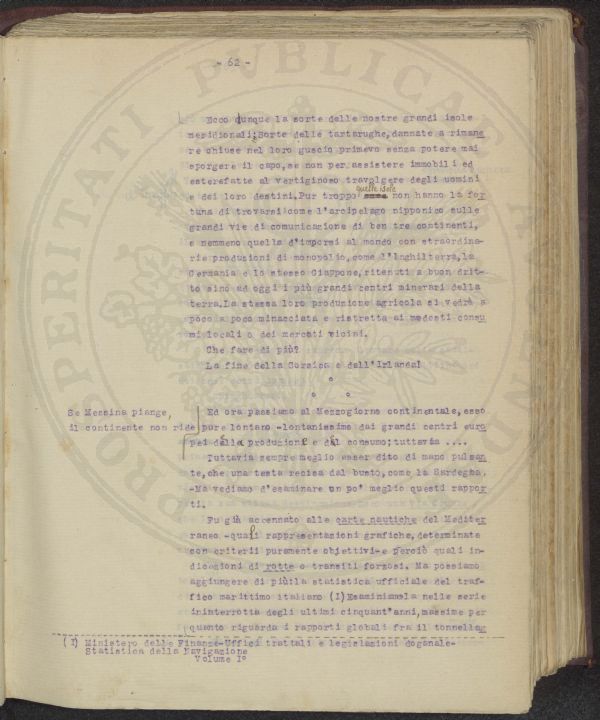 - 62 -
Ecco dunque la sorte delle nostre grandi isole
meridionali; Sorte delle tartarughe, dannate a rimane
re chiuse nel loro guscio primevo senza potere mai
sporgere il capo, se non per assistere immobili ed
esterefatte al vertiginoso travolgere degli uomini
e dei loro destini. Pur troppo quelle isole non hanno la for
tuna di trovarsi come l'arcipelago nipponico sulle
grandi vie di comunicazione di ben tre continenti,
e nemmeno quella d'imporsi al mondo con straordina-
rie produzioni di monopolio, come l'Inghilterra, la
Germania e lo stesso Giappone, ritenuti a buon drit-
to sino ad oggi i più grandi centri minerari della
terra. La stessa loro produzione agricola si vedrà a
poco a poco minacciata e ristretta ai modesti consu
mi locali o dei mercati vicini.
Che fare di più?
La fine della Corsica e dell'Irlanda!
Se Messina piange,
il continente non ride
Ed ora passiamo al Mezzogiorno continentale, esso
pure lontano -lontanissimo dai grandi centri euro
pei della produzione e del consumo; tuttavia ....
Tuttavia sempre meglio esser dito di mano pulsan
te, che una testa recisa dal busto, come la Sardegna.
-Ma vediamo d'esaminare un po' meglio questi rappor
ti.
Fu già accennato alle carte nautiche del Mediter
raneo -quali rappresentazioni grafiche, determinate
con criterii puramente obiettivi- e perciò quali in-
dicazioni di rotte o transiti forzosi. Ma possiamo
aggiungere di più: la statistica ufficiale del traf-
fico marittimo italiano (I) Esaminiamola nelle serie
ininterrotta degli ultimi cinquant'anni, massime per
quanto riguarda i rapporti globali fra il tonnellag
(I) Ministero delle Finanze-Uffici trattati e legislazioni doganale-
Statistica della Navigazione
Volume I°